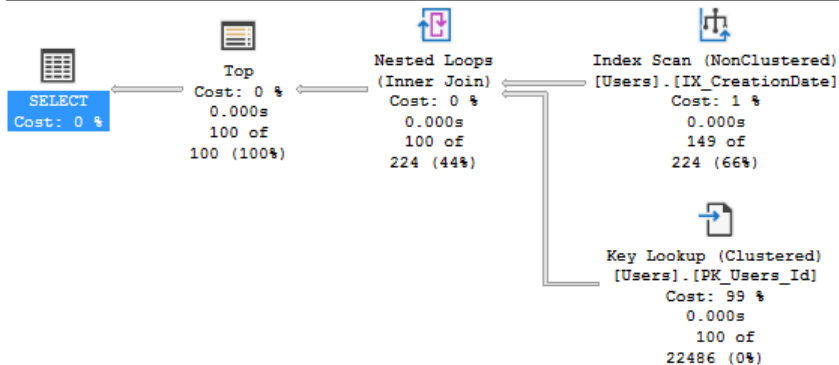 SELECT
Cost: 0 %
Top
Cost: 0 %
0.000s
100 of
100 (100%)
Nested Loops
(Inner Join)
Cost: 0 %
0.000s
100 of
224 (44%)
Index Scan (NonClustered)
[Users].[IX_CreationDate]
Cost: 1 %
0.000s
149 of
224 (66%)
Key Lookup (Clustered)
[Users].[PK_Users_Id]
Cost: 99 %
0.000s
100 of
22486 (0%)